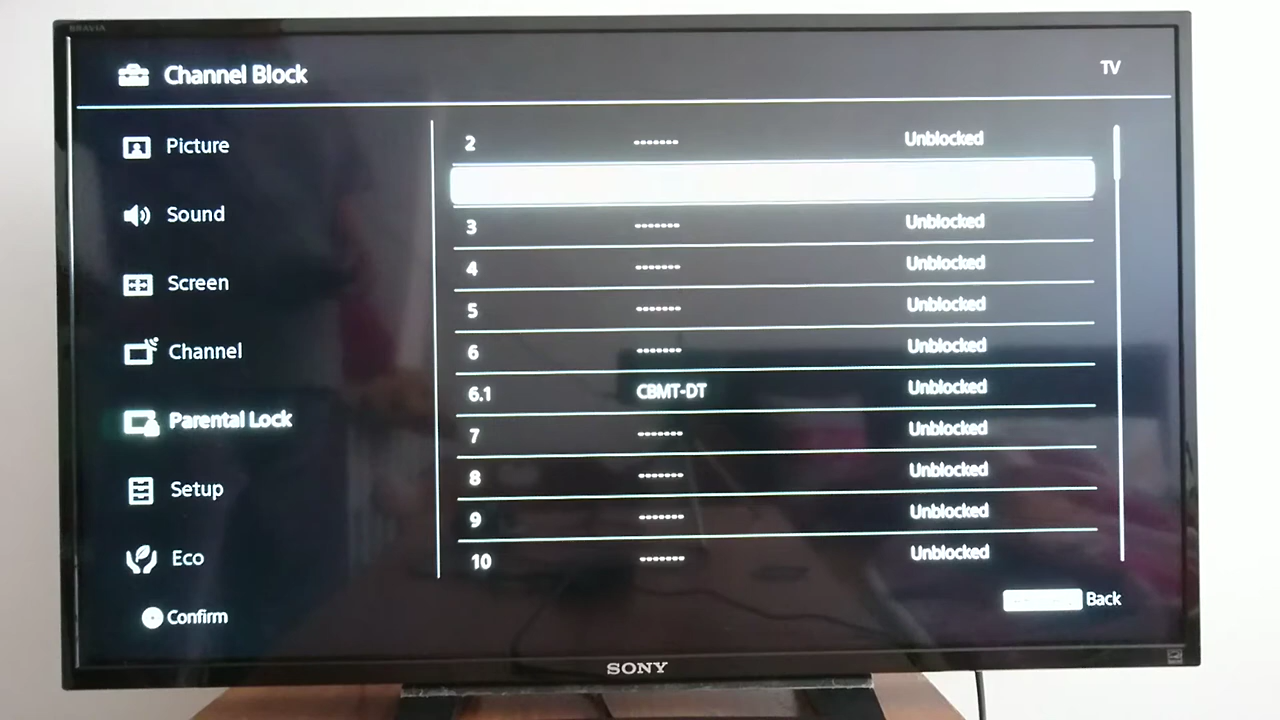 BRAVIA
Channel Block TV
Picture
Sound
Screen
Channel
Parental Lock
Setup
Eco
Confirm
2 ------- Unblocked
3 ------- Unblocked
4 ------- Unblocked
5 ------- Unblocked
6 ------- Unblocked
6.1 CBMT-DT Unblocked
7 ------- Unblocked
8 ------- Unblocked
9 ------- Unblocked
10 ------- Unblocked
Back
SONY